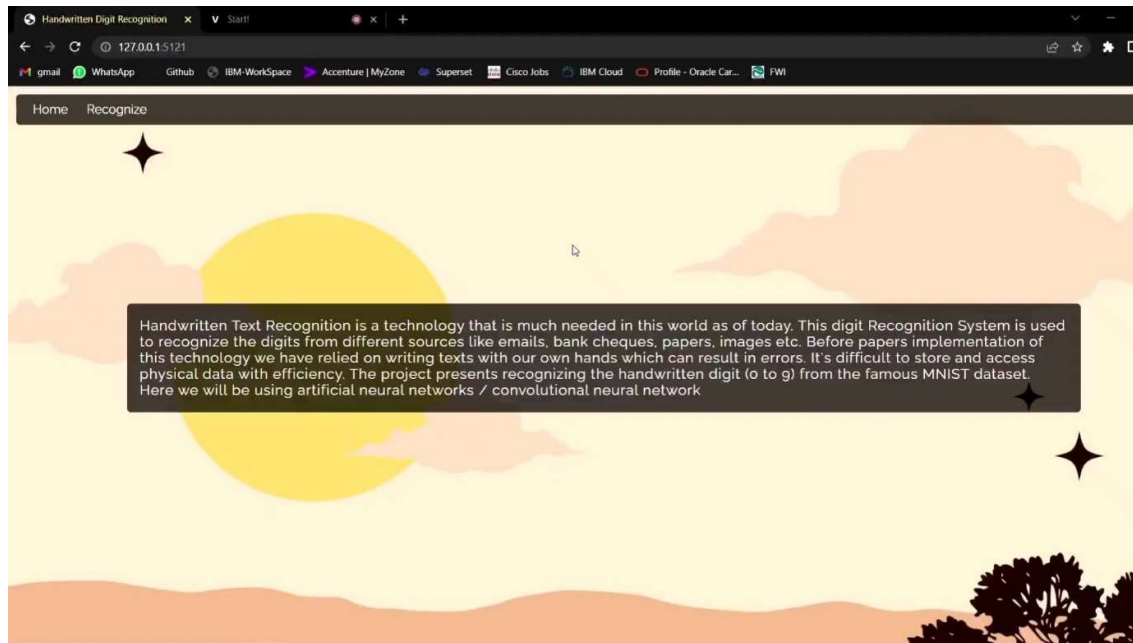 Handwritten Digit Recognition
Start!
127.0.0.1:5121
gmail WhatsApp Github IBM-WorkSpace Accenture | MyZone Superset Cisco Jobs IBM Cloud Profile - Oracle Car... FWI
Home Recognize
Handwritten Text Recognition is a technology that is much needed in this world as of today. This digit Recognition System is used
to recognize the digits from different sources like emails, bank cheques, papers, images etc. Before papers implementation of
this technology we have relied on writing texts with our own hands which can result in errors. It's difficult to store and access
physical data with efficiency. The project presents recognizing the handwritten digit (0 to 9) from the famous MNIST dataset.
Here we will be using artificial neural networks / convolutional neural network